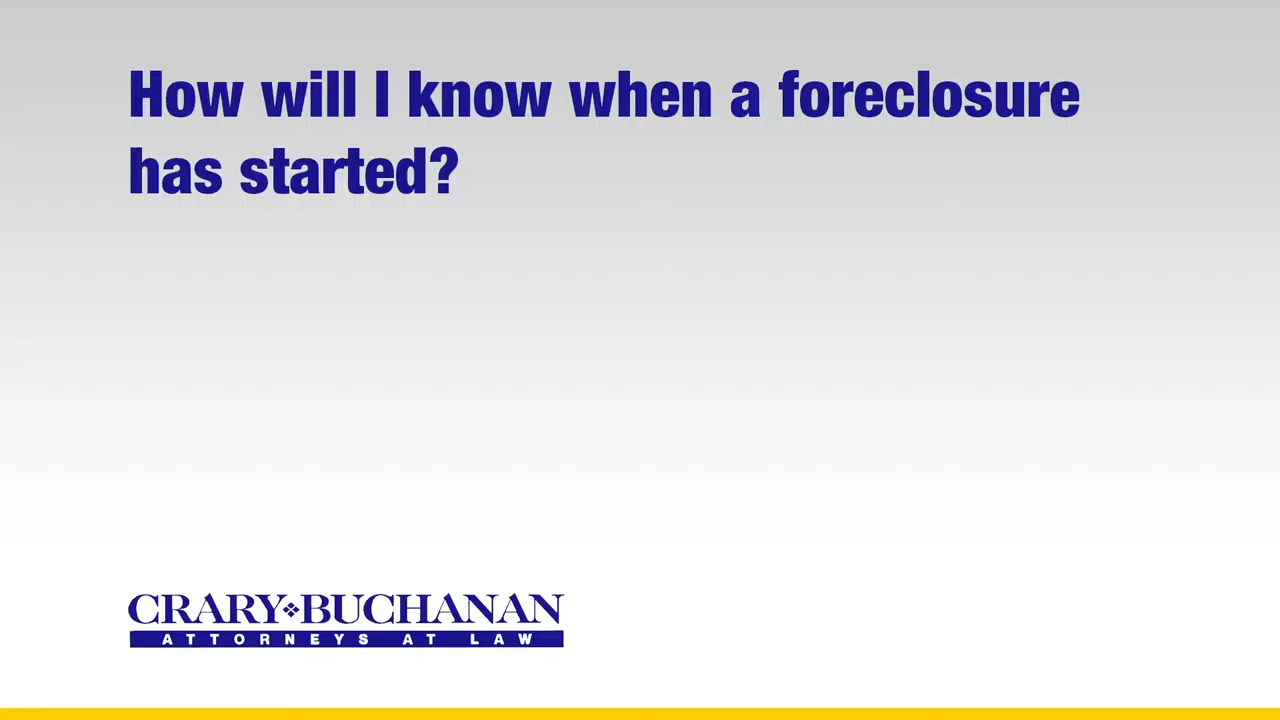 How will I know when a foreclosure
has started?
CRARY BUCHANAN
ATTORNEYS AT LAW